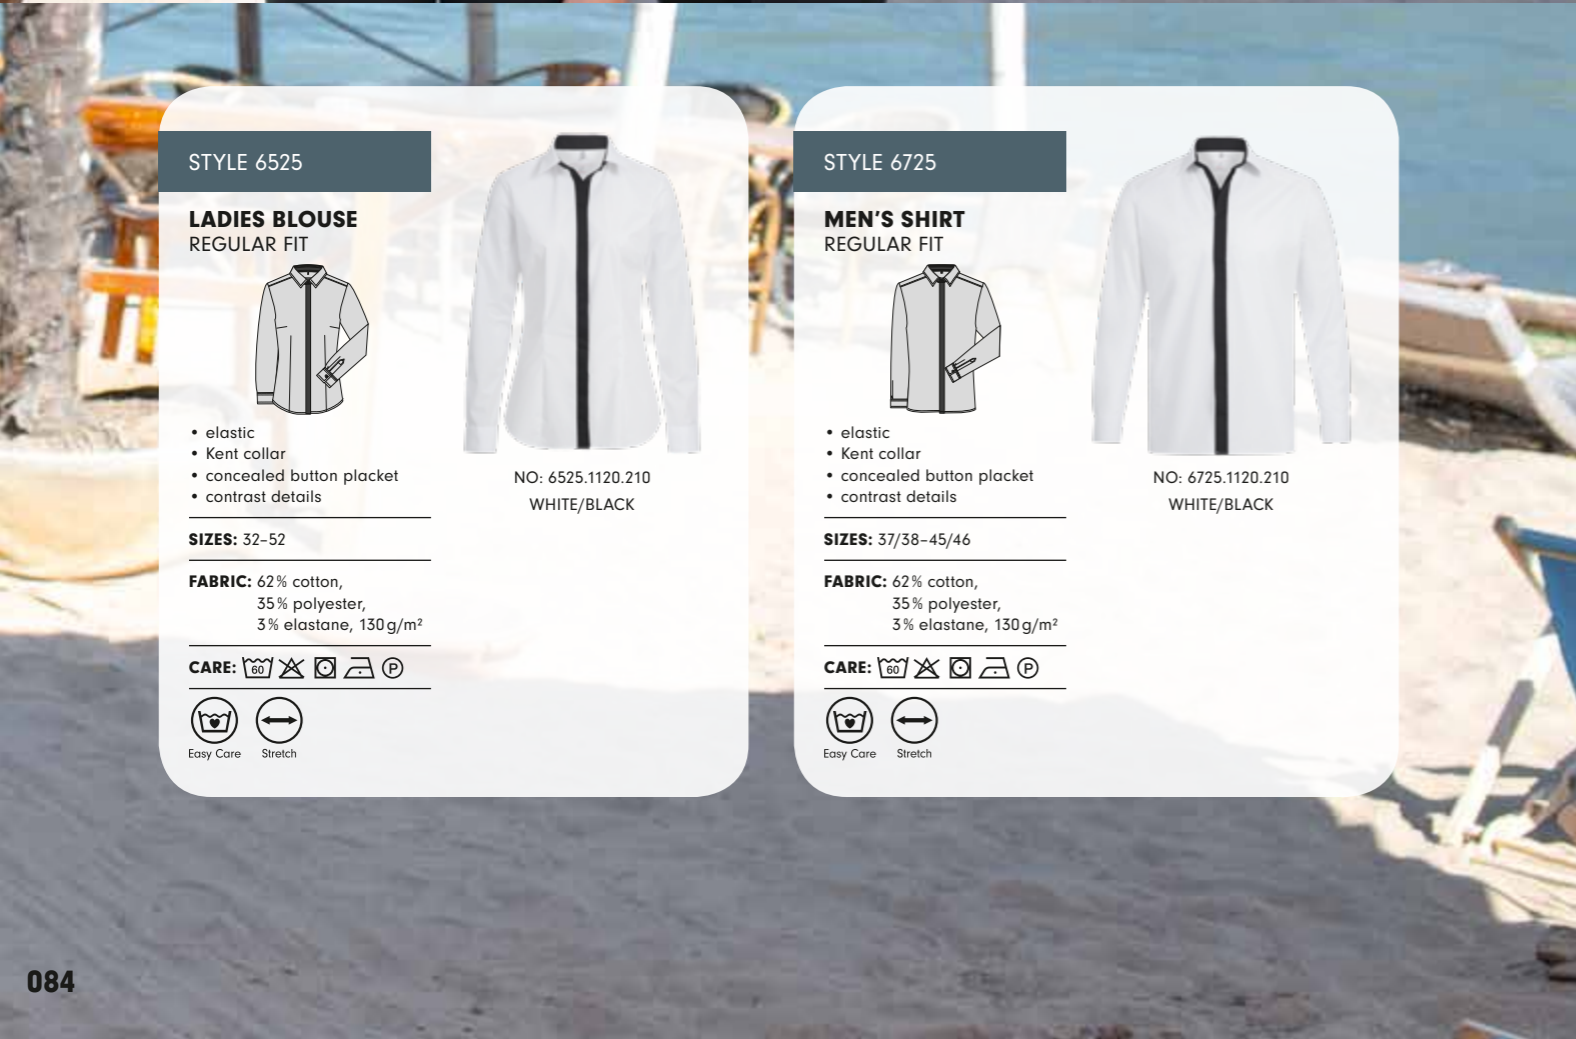 STYLE 6525
LADIES BLOUSE
REGULAR FIT
• elastic
• Kent collar
• concealed button placket
• contrast details
SIZES: 32–52
FABRIC: 62 % cotton,
35 % polyester,
3 % elastane, 130 g/m²
CARE: 60 P
Easy Care Stretch
NO: 6525.1120.210
WHITE/BLACK
STYLE 6725
MEN’S SHIRT
REGULAR FIT
• elastic
• Kent collar
• concealed button placket
• contrast details
SIZES: 37/38–45/46
FABRIC: 62 % cotton,
35 % polyester,
3 % elastane, 130 g/m²
CARE: 60 P
Easy Care Stretch
NO: 6725.1120.210
WHITE/BLACK
084